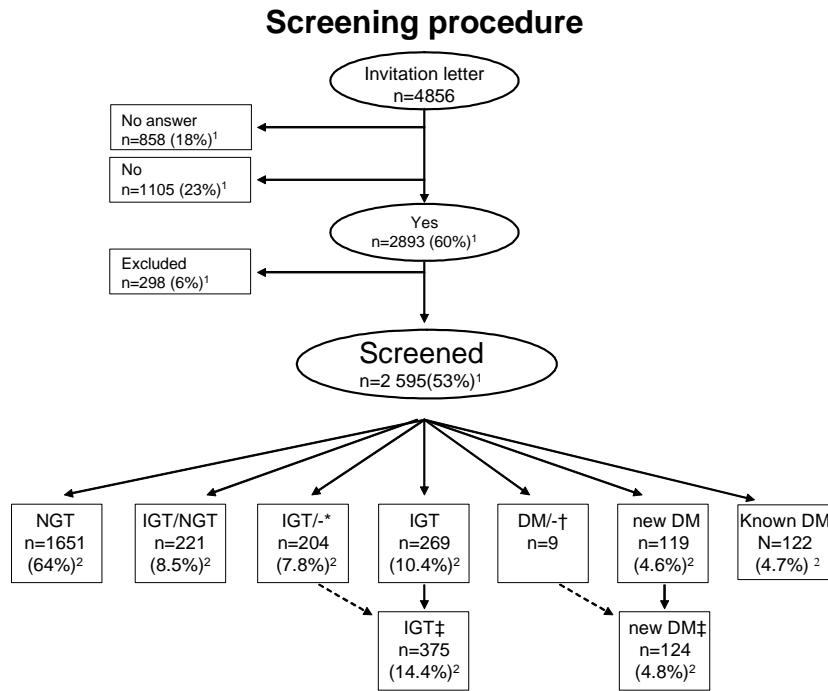 Screening procedure
Invitation letter
n=4856
No answer
n=858 (18%)¹
No
n=1105 (23%)¹
Yes
n=2893 (60%)¹
Excluded
n=298 (6%)¹
Screened
n=2 595(53%)¹
NGT
n=1651
(64%)²
IGT/NGT
n=221
(8.5%)²
IGT/-*
n=204
(7.8%)²
IGT
n=269
(10.4%)²
DM/-†
n=9
new DM
n=119
(4.6%)²
Known DM
N=122
(4.7%) ²
IGT‡
n=375
(14.4%)²
new DM‡
n=124
(4.8%)²